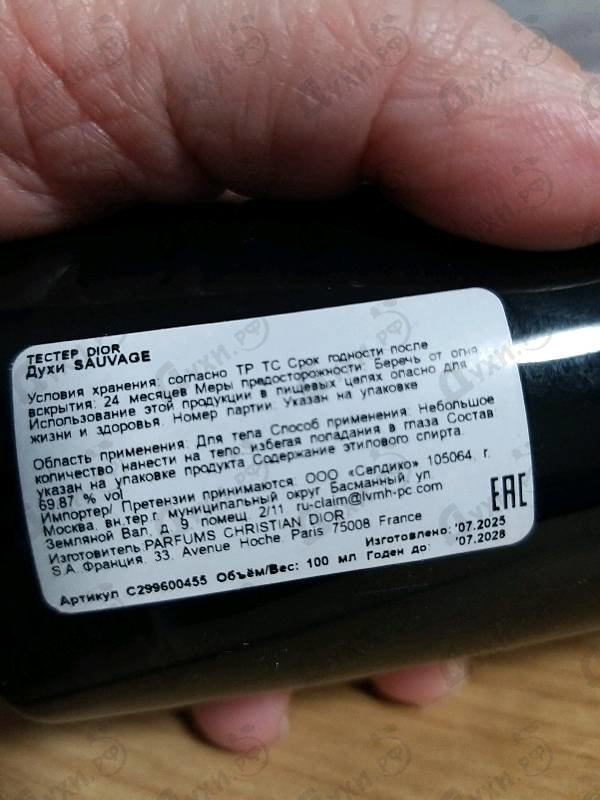 ТЕСТЕР DIOR
Духи SAUVAGE
Условия хранения: согласно ТР ТС Срок годности после
вскрытия: 24 месяцев Меры предосторожности: Беречь от огня
Использование этой продукции в пищевых целях опасно для
жизни и здоровья. Номер партии: Указан на упаковке
Область применения: Для тела Способ применения: Небольшое
количество нанести на тело, избегая попадания в глаза Состав
указан на упаковке продукта Содержание этилового спирта:
69.87 % vol
Импортер/ Претензии принимаются: ООО «Селдико» 105064, г.
Москва, вн.тер.г. муниципальный округ Басманный, ул.
Земляной Вал, д. 9, помещ. 2/11 ru-claim@lvmh-pc.com
Изготовитель:PARFUMS CHRISTIAN DIOR
S.A. Франция, 33, Avenue Hoche, Paris 75008, France
EAC
Изготовлено: '07.2025
Годен до: '07.2028
Артикул C299600455 Объём/Вес: 100 мл
Духи.рф